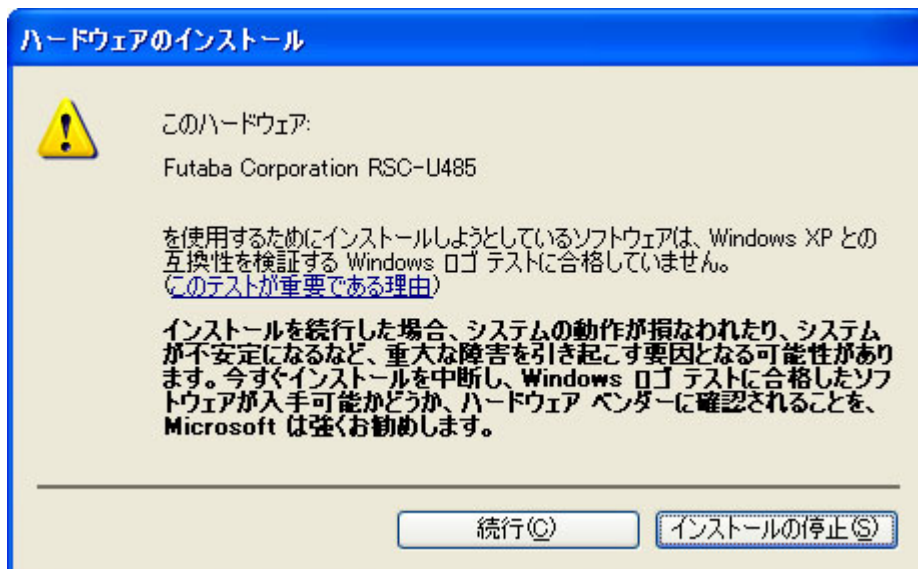 ハードウェアのインストール
このハードウェア:
Futaba Corporation RSC-U485
を使用するためにインストールしようとしているソフトウェアは、Windows XP との
互換性を検証する Windows ロゴ テストに合格していません。
(このテストが重要である理由)
インストールを続行した場合、システムの動作が損なわれたり、システム
が不安定になるなど、重大な障害を引き起こす要因となる可能性があり
ます。今すぐインストールを中断し、Windows ロゴ テストに合格したソフ
トウェアが入手可能かどうか、ハードウェア ベンダーに確認されることを、
Microsoft は強くお勧めします。
続行(C)
インストールの停止(S)